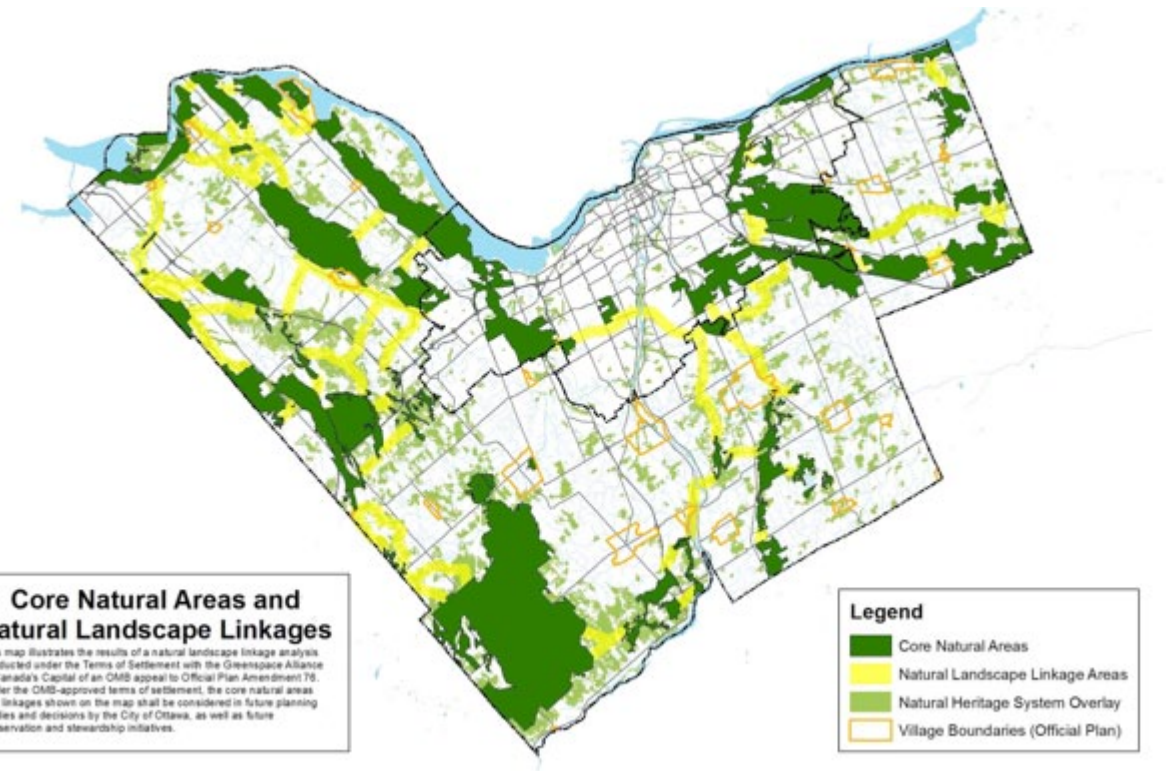 Core Natural Areas and
atural Landscape Linkages
s map illustrates the results of a natural landscape linkage analysis
ducted under the Terms of Settlement with the Greenspace Alliance
anada's Capital of an OMB appeal to Official Plan Amendment 76.
er the OMB-approved terms of settlement, the core natural areas
linkages shown on the map shall be considered in future planning
ies and decisions by the City of Ottawa, as well as future
servation and stewardship initiatives.
Legend
Core Natural Areas
Natural Landscape Linkage Areas
Natural Heritage System Overlay
Village Boundaries (Official Plan)